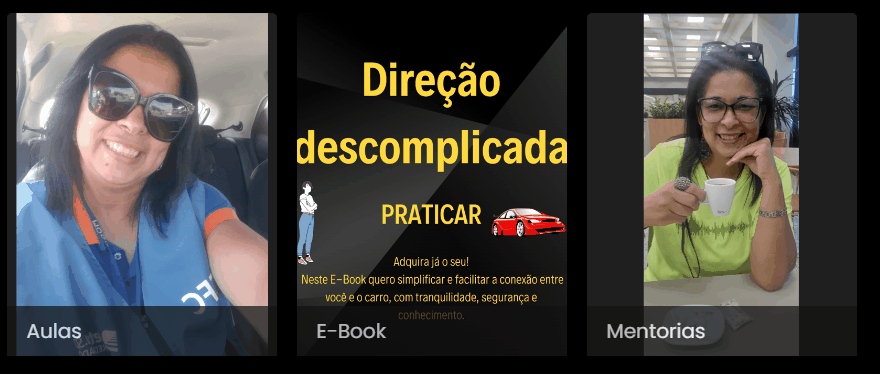 Direção
descomplicada
PRATICAR
Adquira já o seu!
Neste E-Book quero simplificar e facilitar a conexão entre
você e o carro, com tranquilidade, segurança e
conhecimento.
Aulas
E-Book
Mentorias